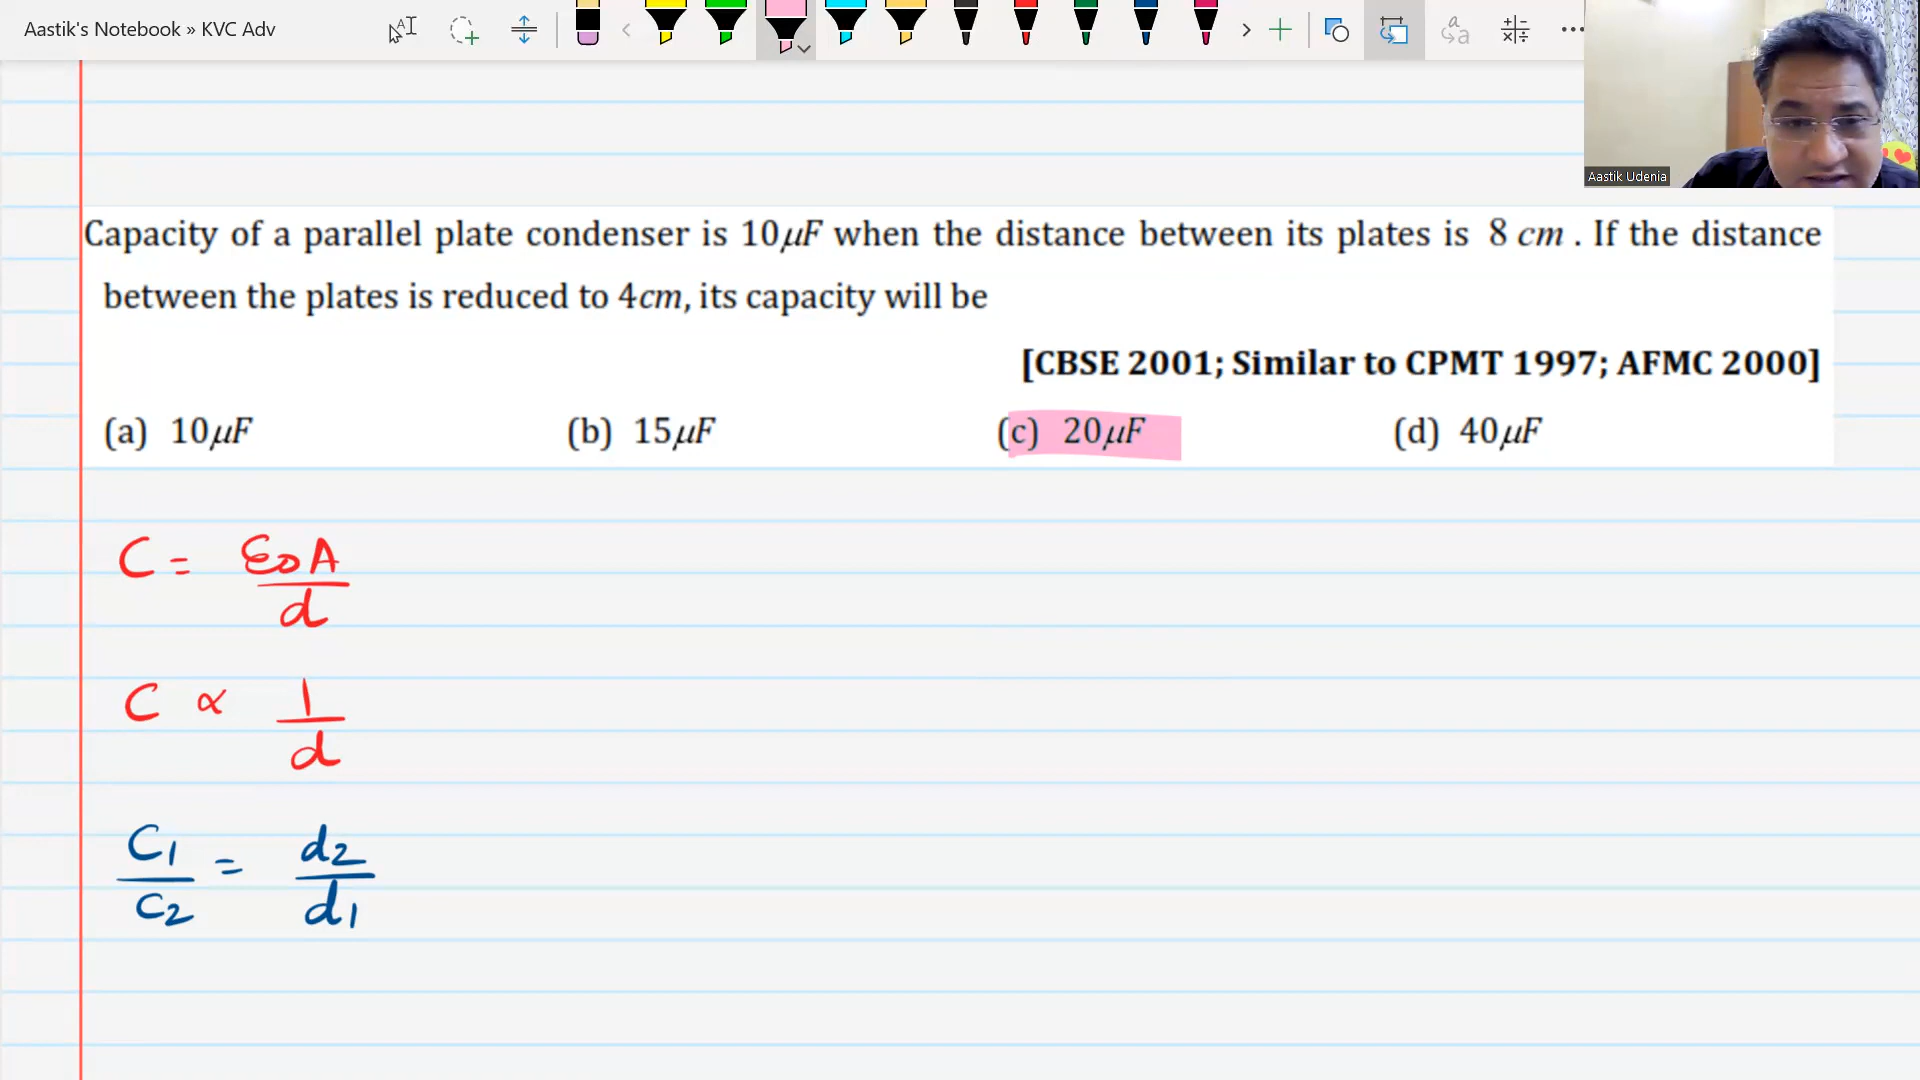 Aastik's Notebook » KVC Adv
Aastik Udenia
Capacity of a parallel plate condenser is 10μF when the distance between its plates is 8 cm . If the distance
between the plates is reduced to 4cm, its capacity will be
[CBSE 2001; Similar to CPMT 1997; AFMC 2000]
(a) 10μF (b) 15μF (c) 20μF (d) 40μF
C = ε0A / d
C ∝ 1 / d
C1 / C2 = d2 / d1